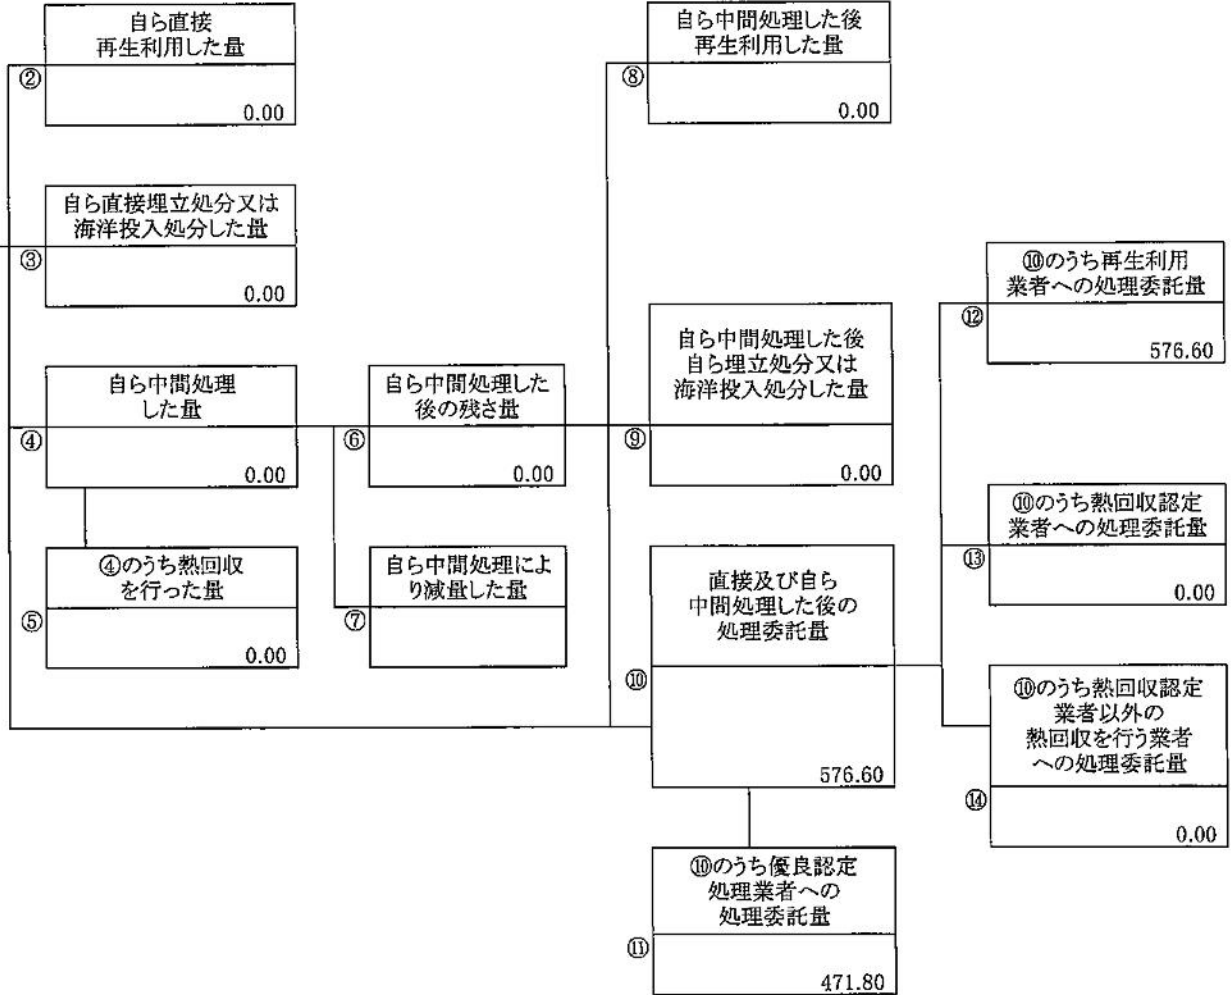 自ら直接
再生利用した量
②
0.00
自ら直接埋立処分又は
海洋投入処分した量
③
0.00
自ら中間処理
した量
④
0.00
④のうち熱回収
を行った量
⑤
0.00
自ら中間処理した
後の残さ量
⑥
0.00
自ら中間処理によ
り減量した量
⑦
自ら中間処理した後
再生利用した量
⑧
0.00
自ら中間処理した後
自ら埋立処分又は
海洋投入処分した量
⑨
0.00
直接及び自ら
中間処理した後の
処理委託量
⑩
576.60
⑩のうち優良認定
処理業者への
処理委託量
⑪
471.80
⑩のうち再生利用
業者への処理委託量
⑫
576.60
⑩のうち熱回収認定
業者への処理委託量
⑬
0.00
⑩のうち熱回収認定
業者以外の
熱回収を行う業者
への処理委託量
⑭
0.00